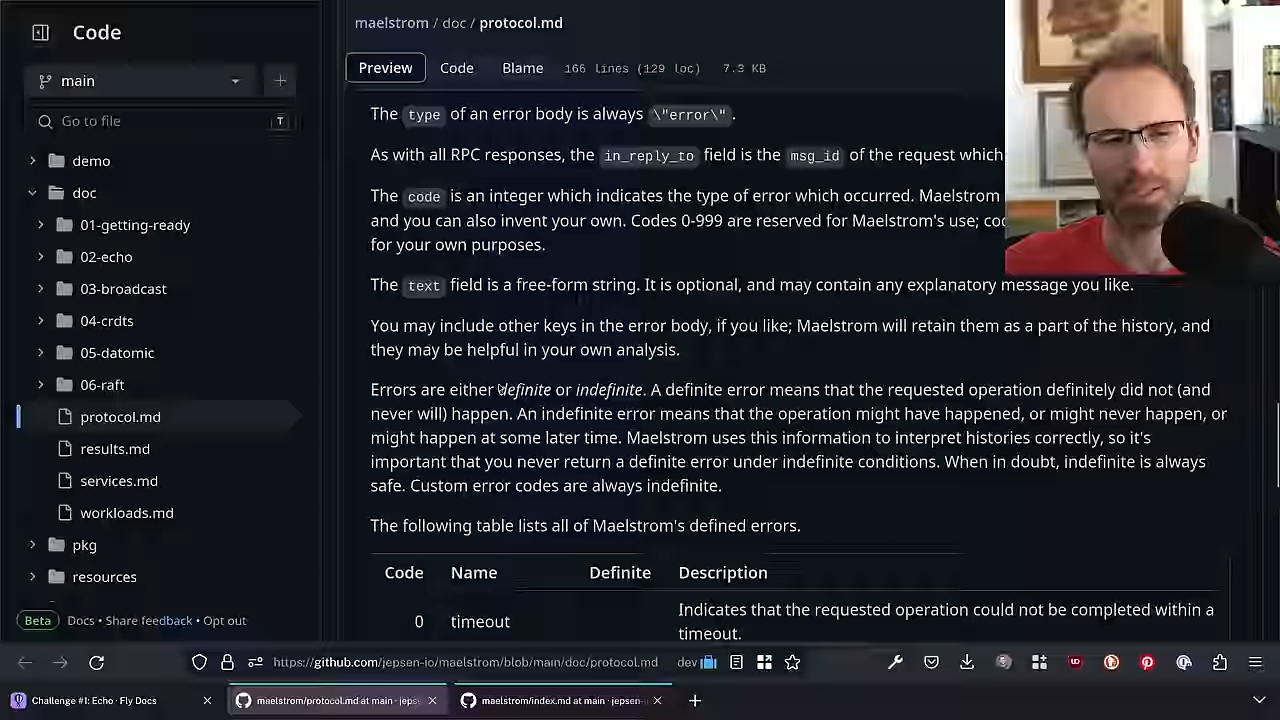 Code
main
Go to file
T
demo
doc
01-getting-ready
02-echo
03-broadcast
04-crdts
05-datomic
06-raft
protocol.md
results.md
services.md
workloads.md
pkg
resources
Beta Docs • Share feedback • Opt out
maelstrom / doc / protocol.md
Preview Code Blame 166 lines (129 loc) 7.3 KB
The type of an error body is always \"error\".
As with all RPC responses, the in_reply_to field is the msg_id of the request which
The code is an integer which indicates the type of error which occurred. Maelstrom
and you can also invent your own. Codes 0-999 are reserved for Maelstrom's use;
for your own purposes.
The text field is a free-form string. It is optional, and may contain any explanatory message you like.
You may include other keys in the error body, if you like; Maelstrom will retain them as a part of the history, and
they may be helpful in your own analysis.
Errors are either definite or indefinite. A definite error means that the requested operation definitely did not (and
never will) happen. An indefinite error means that the operation might have happened, or might never happen, or
might happen at some later time. Maelstrom uses this information to interpret histories correctly, so it's
important that you never return a definite error under indefinite conditions. When in doubt, indefinite is always
safe. Custom error codes are always indefinite.
The following table lists all of Maelstrom's defined errors.
Code Name Definite Description
0 timeout Indicates that the requested operation could not be completed within a
timeout.
https://github.com/jepsen-io/maelstrom/blob/main/doc/protocol.md dev
Challenge #1: Echo · Fly Docs
maelstrom/protocol.md at main · jeps
maelstrom/index.md at main · jepsen-